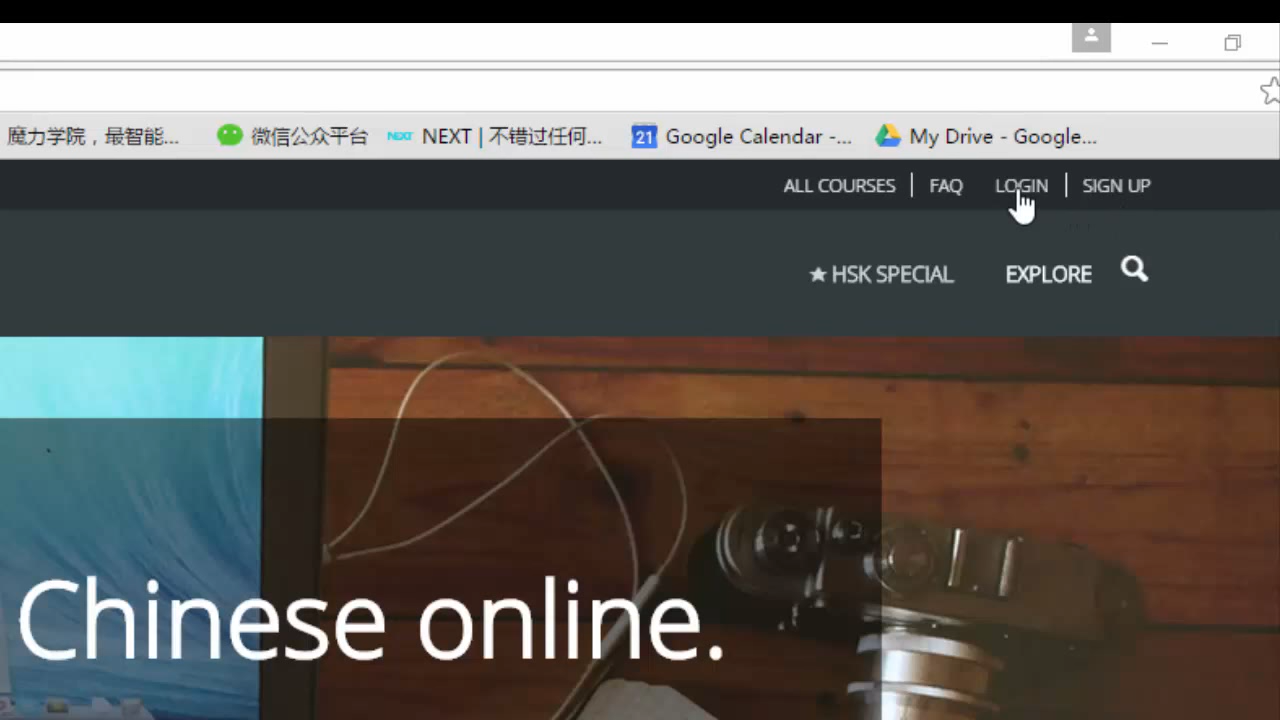 魔力学院，最智能... 微信公众平台 NEXT NEXT | 不错过任何... 21 Google Calendar -... My Drive - Google...
ALL COURSES | FAQ LOGIN | SIGN UP
★ HSK SPECIAL EXPLORE
Chinese online.